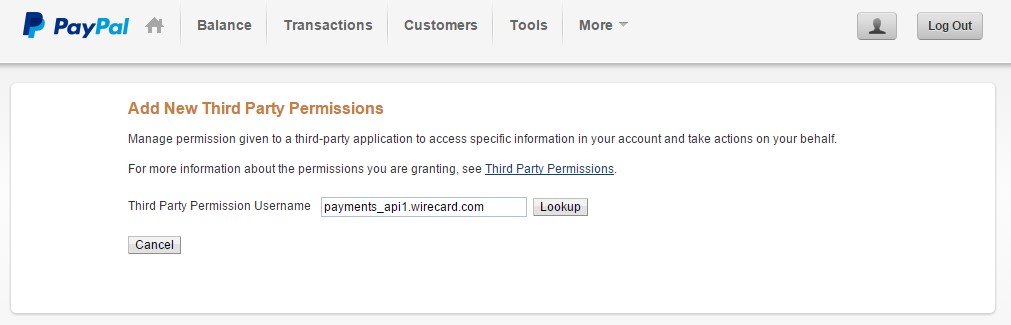 PayPal Balance Transactions Customers Tools More Log Out
Add New Third Party Permissions
Manage permission given to a third-party application to access specific information in your account and take actions on your behalf.
For more information about the permissions you are granting, see Third Party Permissions.
Third Party Permission Username payments_api1.wirecard.com Lookup
Cancel